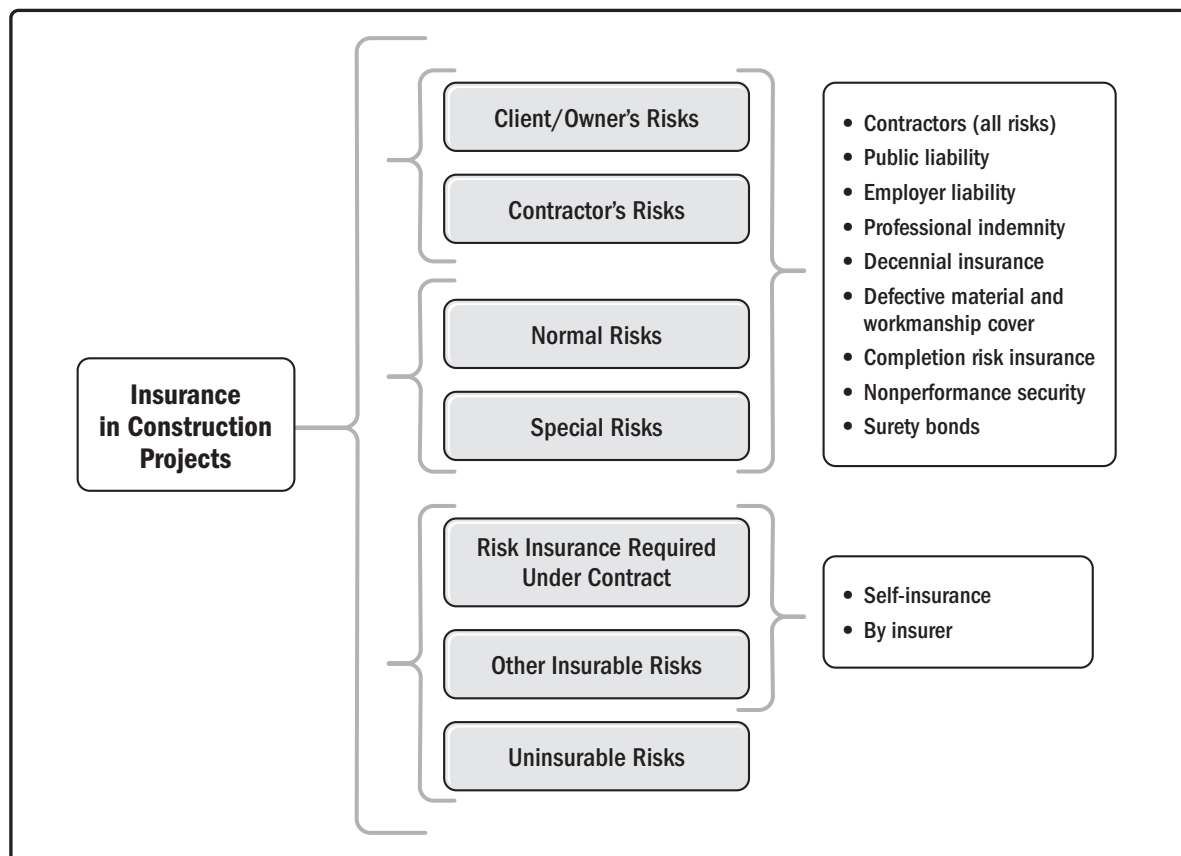 Insurance
in Construction
Projects
Client/Owner’s Risks
Contractor’s Risks
Normal Risks
Special Risks
Risk Insurance Required
Under Contract
Other Insurable Risks
Uninsurable Risks
• Contractors (all risks)
• Public liability
• Employer liability
• Professional indemnity
• Decennial insurance
• Defective material and
workmanship cover
• Completion risk insurance
• Nonperformance security
• Surety bonds
• Self-insurance
• By insurer